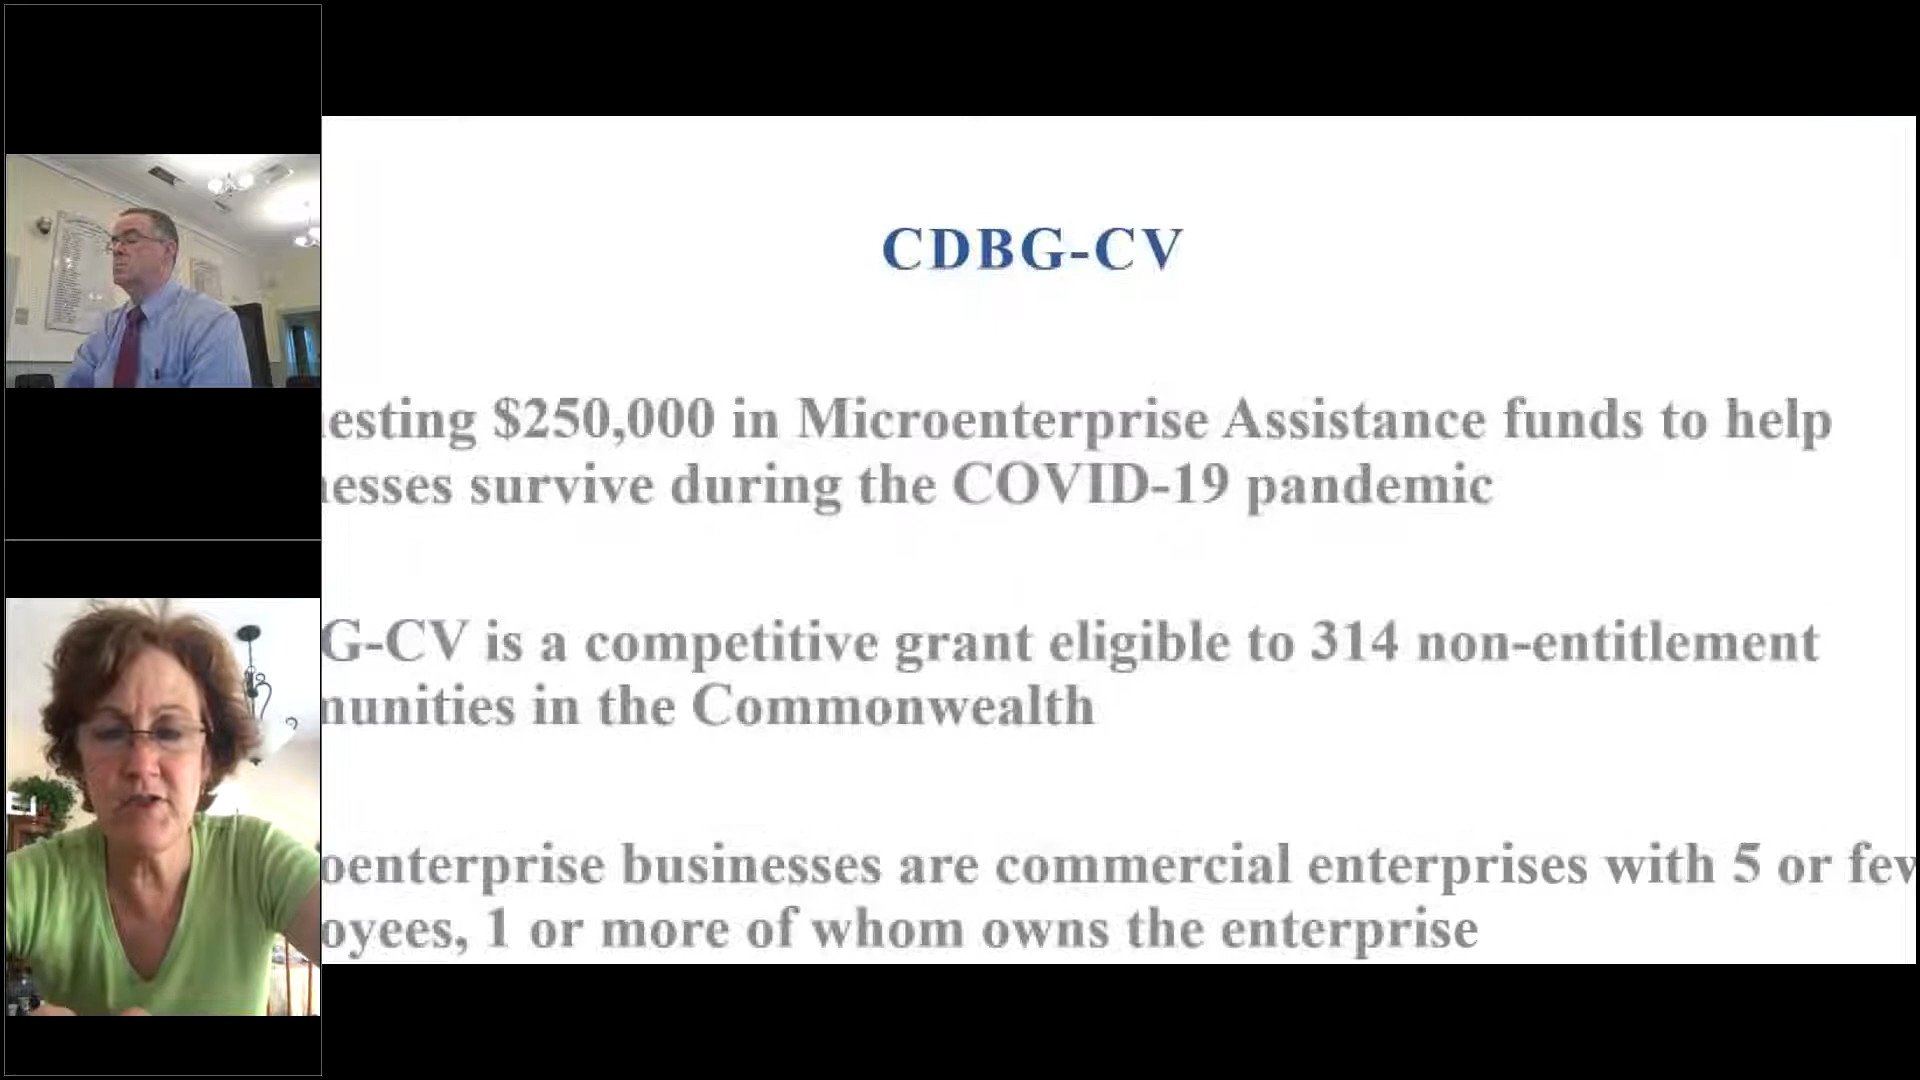 CDBG-CV
esting $250,000 in Microenterprise Assistance funds to help
esses survive during the COVID-19 pandemic
G-CV is a competitive grant eligible to 314 non-entitlement
munities in the Commonwealth
oenterprise businesses are commercial enterprises with 5 or few
oyees, 1 or more of whom owns the enterprise